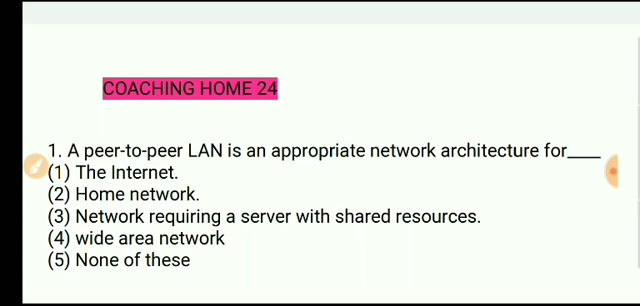 COACHING HOME 24
1. A peer-to-peer LAN is an appropriate network architecture for____
(1) The Internet.
(2) Home network.
(3) Network requiring a server with shared resources.
(4) wide area network
(5) None of these